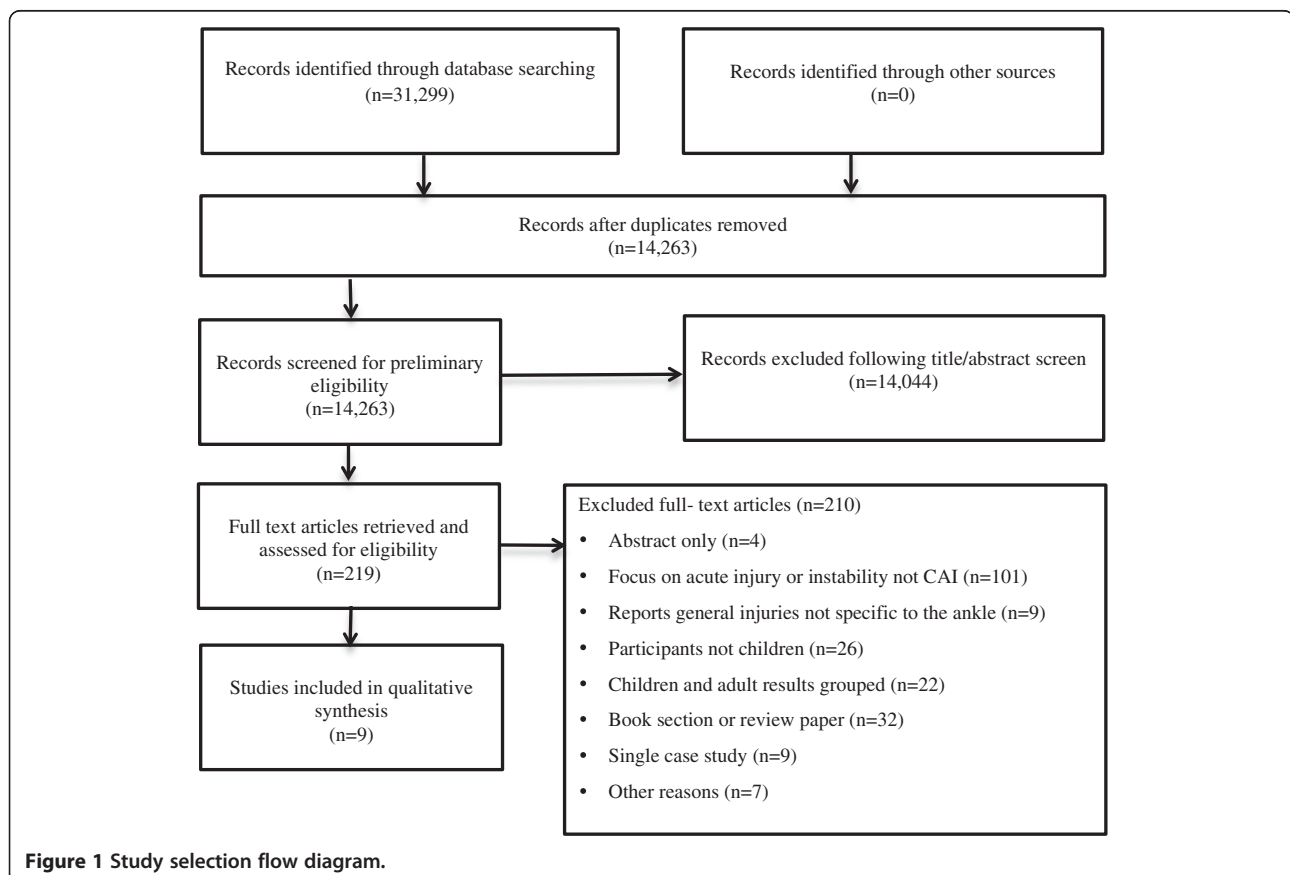 Records identified through database searching
(n=31,299)
Records identified through other sources
(n=0)
Records after duplicates removed
(n=14,263)
Records screened for preliminary
eligibility
(n=14,263)
Records excluded following title/abstract screen
(n=14,044)
Full text articles retrieved and
assessed for eligibility
(n=219)
Excluded full- text articles (n=210)
• Abstract only (n=4)
• Focus on acute injury or instability not CAI (n=101)
• Reports general injuries not specific to the ankle (n=9)
• Participants not children (n=26)
• Children and adult results grouped (n=22)
• Book section or review paper (n=32)
• Single case study (n=9)
• Other reasons (n=7)
Studies included in qualitative
synthesis
(n=9)
Figure 1 Study selection flow diagram.